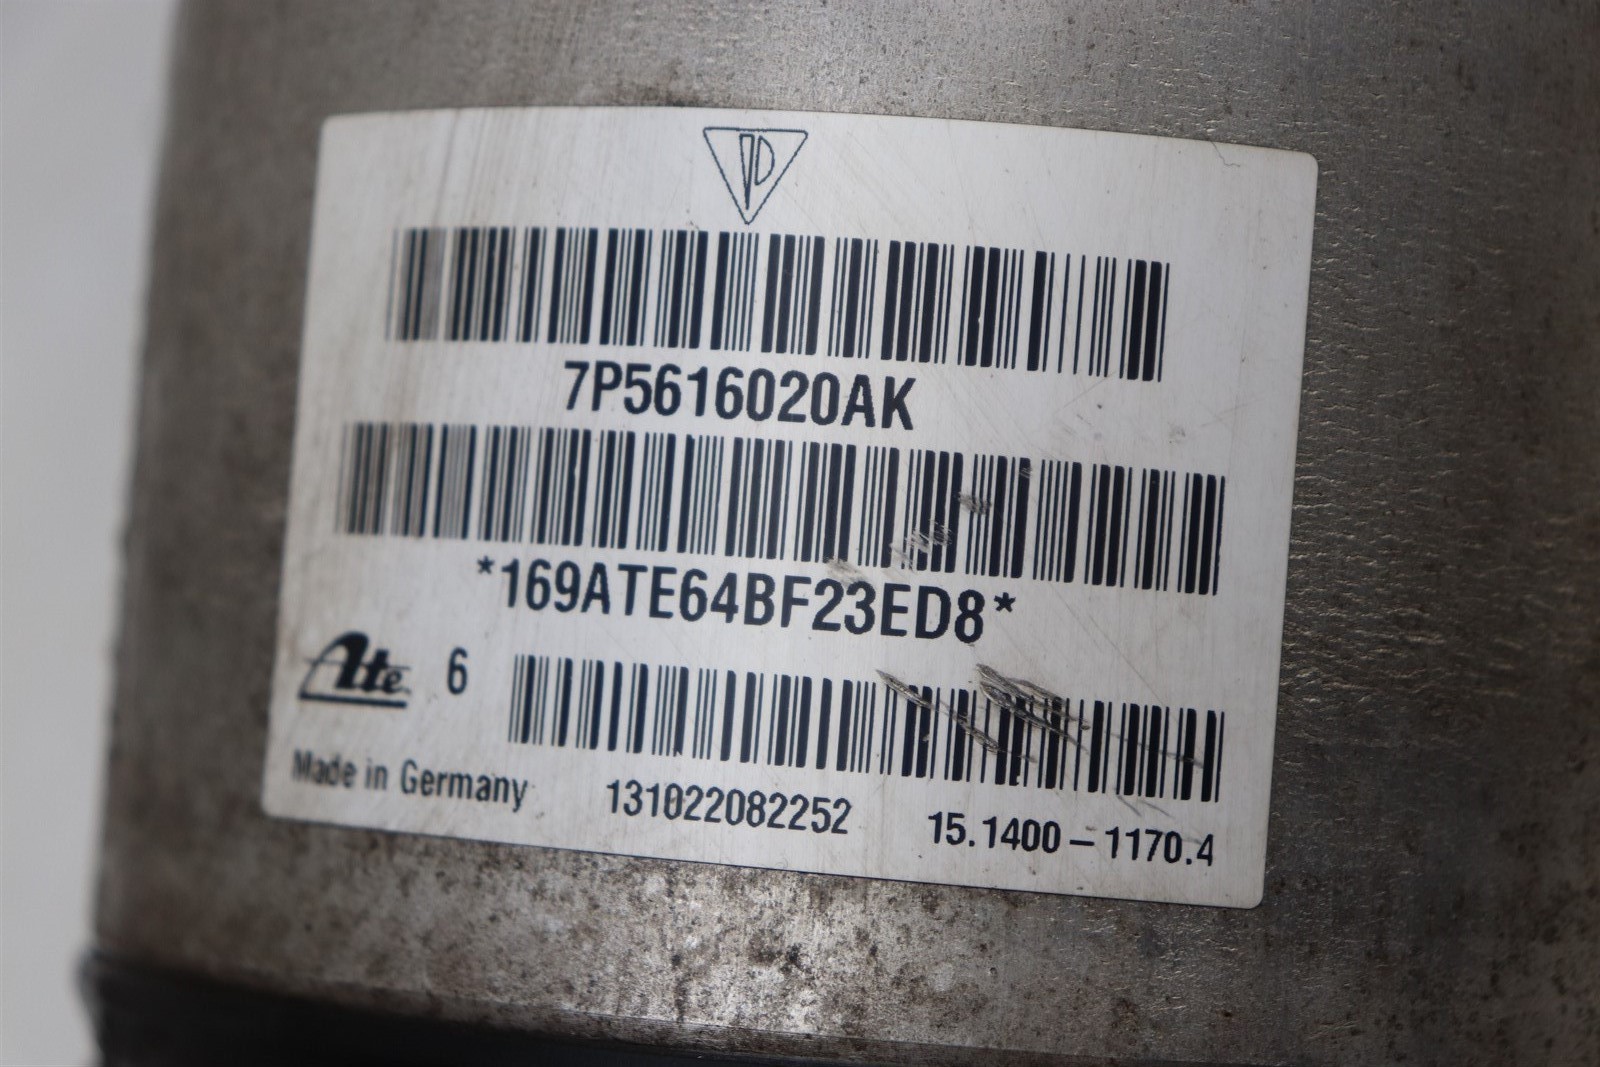 7P5616020AK
*169ATE64BF23ED8*
Ate 6
Made in Germany 131022082252 15.1400-1170.4